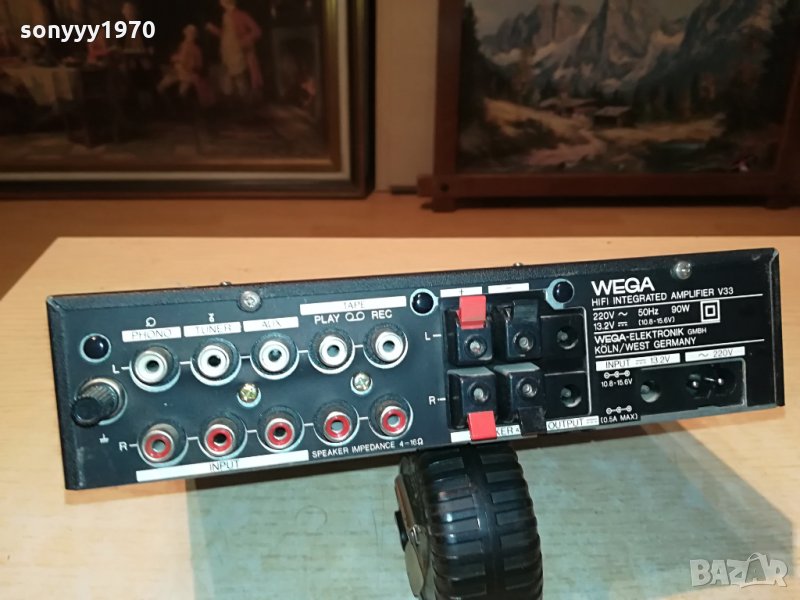 sonyyy1970
WEGA
HIFI INTEGRATED AMPLIFIER V33
220V ~ 50Hz 90W
13.2V ⎓ (10.8-15.6V)
WEGA-ELEKTRONIK GMBH
KÖLN/WEST GERMANY
INPUT ⎓ 13.2V
~ 220V
10.8-15.6V
(0.5A MAX)
OUTPUT ⎓
PHONO
TUNER
AUX
TAPE
PLAY
REC
L
R
INPUT
SPEAKER IMPEDANCE 4-16Ω
+
-
L
R
BAZAR